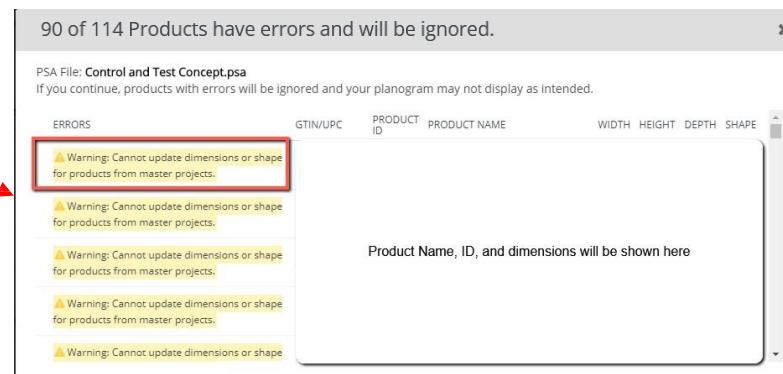 90 of 114 Products have errors and will be ignored.
PSA File: Control and Test Concept.psa
If you continue, products with errors will be ignored and your planogram may not display as intended.
ERRORS GTIN/UPC PRODUCT ID PRODUCT NAME WIDTH HEIGHT DEPTH SHAPE
Warning: Cannot update dimensions or shape
for products from master projects.
Warning: Cannot update dimensions or shape
for products from master projects.
Warning: Cannot update dimensions or shape
for products from master projects.
Product Name, ID, and dimensions will be shown here
Warning: Cannot update dimensions or shape
for products from master projects.
Warning: Cannot update dimensions or shape